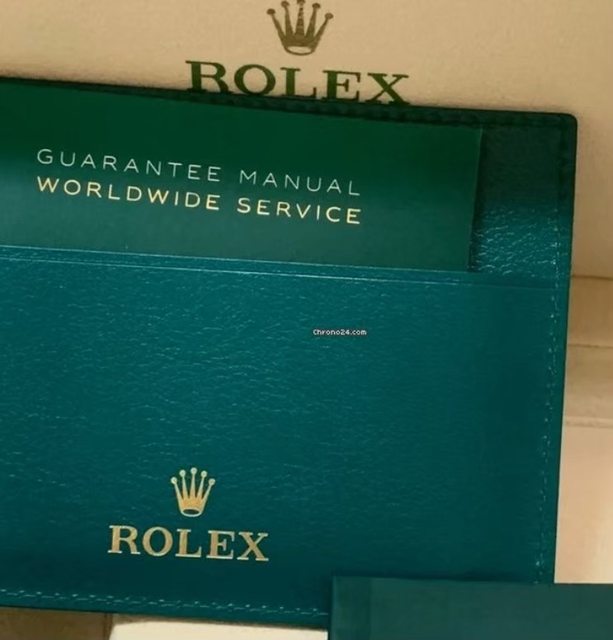 ROLEX
GUARANTEE MANUAL
WORLDWIDE SERVICE
Chrono24.com
ROLEX